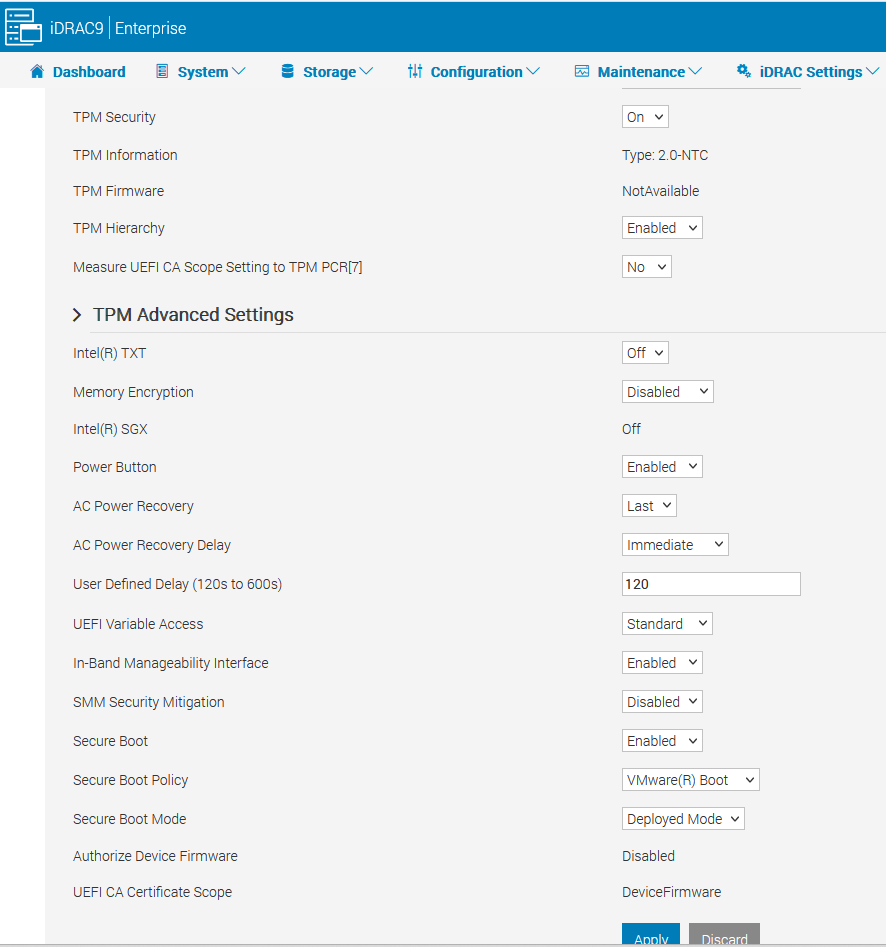 iDRAC9 | Enterprise
Dashboard System Storage Configuration Maintenance iDRAC Settings
TPM Security On
TPM Information Type: 2.0-NTC
TPM Firmware NotAvailable
TPM Hierarchy Enabled
Measure UEFI CA Scope Setting to TPM PCR[7] No
TPM Advanced Settings
Intel(R) TXT Off
Memory Encryption Disabled
Intel(R) SGX Off
Power Button Enabled
AC Power Recovery Last
AC Power Recovery Delay Immediate
User Defined Delay (120s to 600s) 120
UEFI Variable Access Standard
In-Band Manageability Interface Enabled
SMM Security Mitigation Disabled
Secure Boot Enabled
Secure Boot Policy VMware(R) Boot
Secure Boot Mode Deployed Mode
Authorize Device Firmware Disabled
UEFI CA Certificate Scope DeviceFirmware
Apply Discard